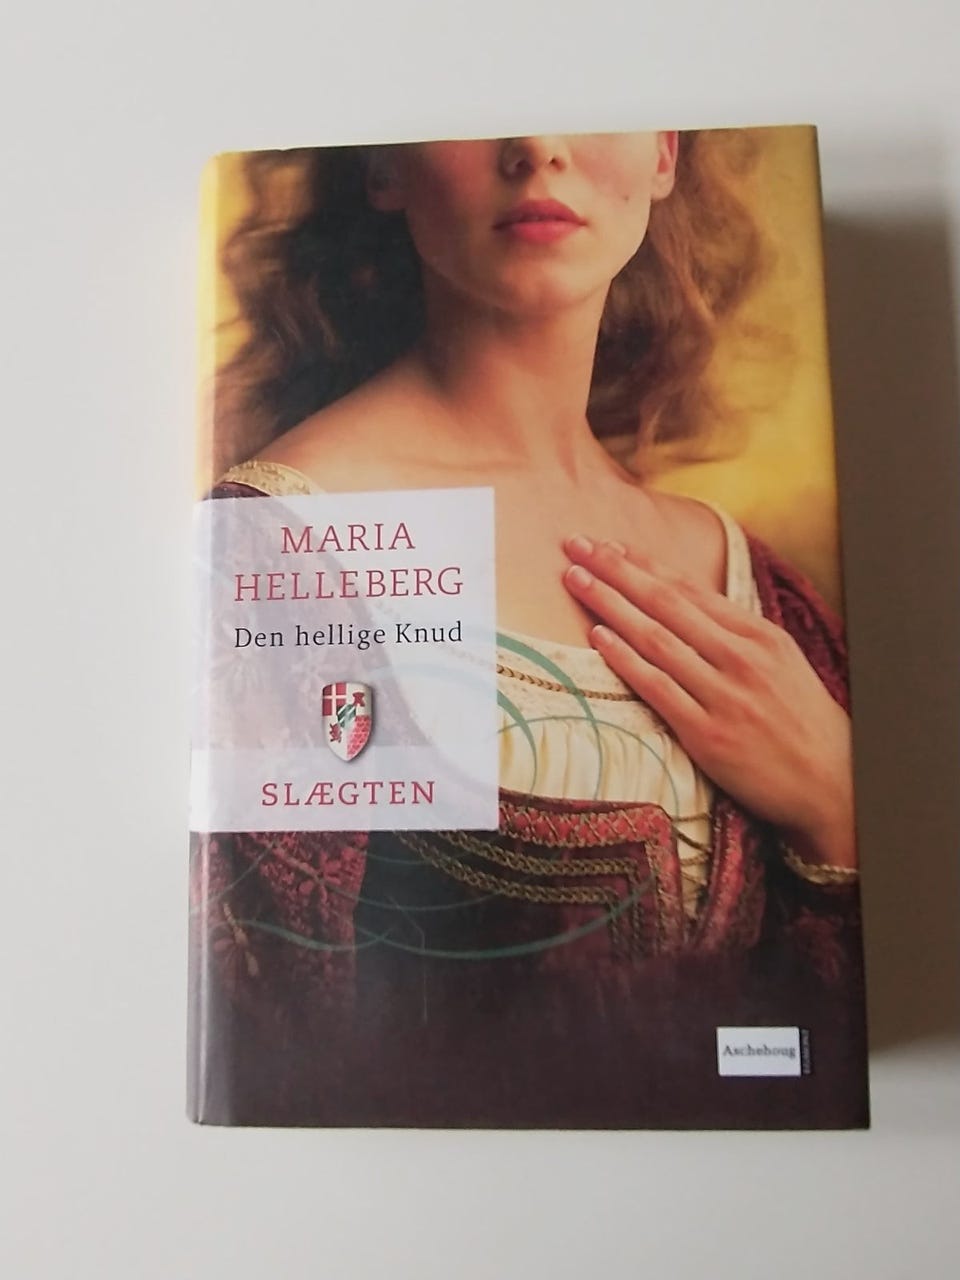 MARIA
HELLEBERG
Den hellige Knud
SLÆGTEN
Aschehoug